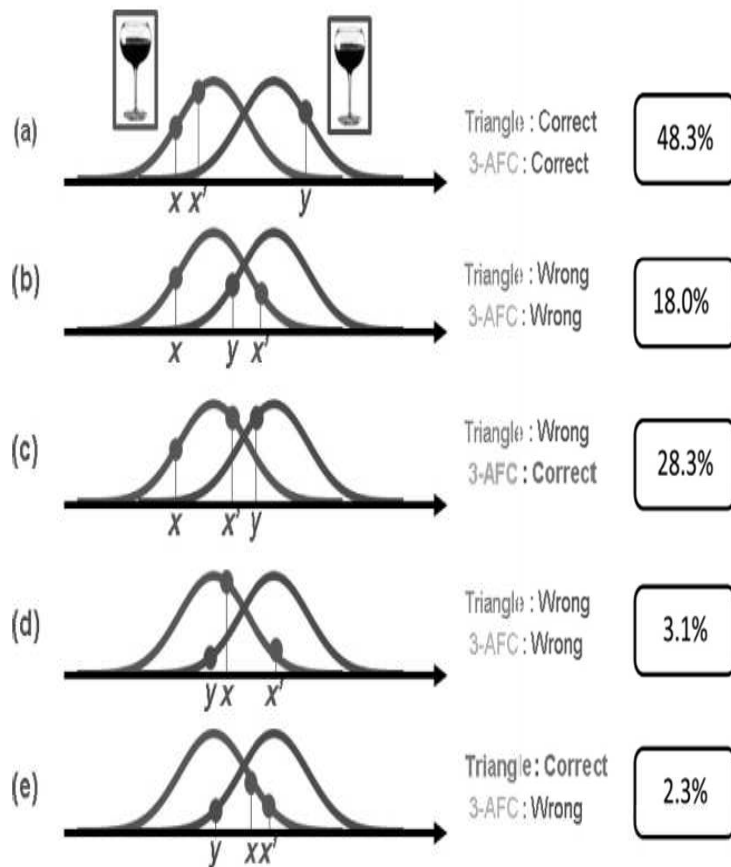 (a)
Triangle : Correct
3-AFC : Correct
48.3%
x x' y
(b)
Triangle : Wrong
3-AFC : Wrong
18.0%
x y x'
(c)
Triangle : Wrong
3-AFC : Correct
28.3%
x x' y
(d)
Triangle : Wrong
3-AFC : Wrong
3.1%
y x x'
(e)
Triangle : Correct
3-AFC : Wrong
2.3%
y xx'